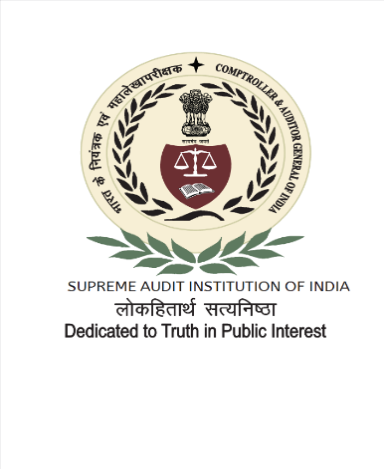 भारत के नियंत्रक एवं महालेखापरीक्षक
COMPTROLLER & AUDITOR GENERAL OF INDIA
सत्यमेव जयते
SUPREME AUDIT INSTITUTION OF INDIA
लोकहितार्थ सत्यनिष्ठा
Dedicated to Truth in Public Interest